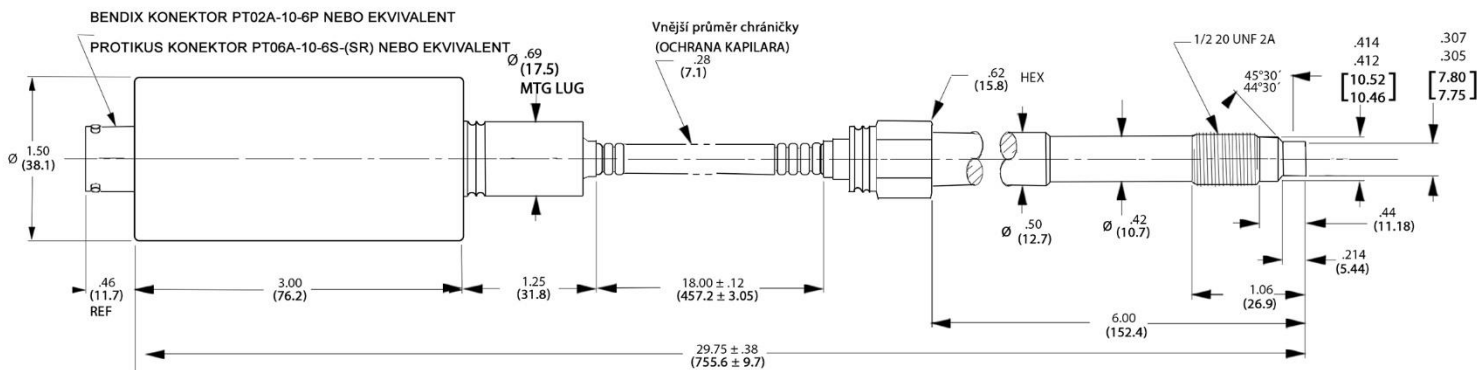 BENDIX KONEKTOR PT02A-10-6P NEBO EKVIVALENT
PROTIKUS KONEKTOR PT06A-10-6S-(SR) NEBO EKVIVALENT
Ø .69
(17.5)
MTG LUG
Vnější průměr chráničky
(OCHRANA KAPILARA)
.28
(7.1)
.62 HEX
(15.8)
1/2 20 UNF 2A
45°30´
44°30´
.414
.412
[10.52
10.46]
.307
.305
[7.80
7.75]
Ø 1.50
(38.1)
Ø .50
(12.7)
Ø .42
(10.7)
.44
(11.18)
.214
(5.44)
.46
(11.7)
REF
3.00
(76.2)
1.25
(31.8)
18.00 ± .12
(457.2 ± 3.05)
1.06
(26.9)
6.00
(152.4)
29.75 ± .38
(755.6 ± 9.7)